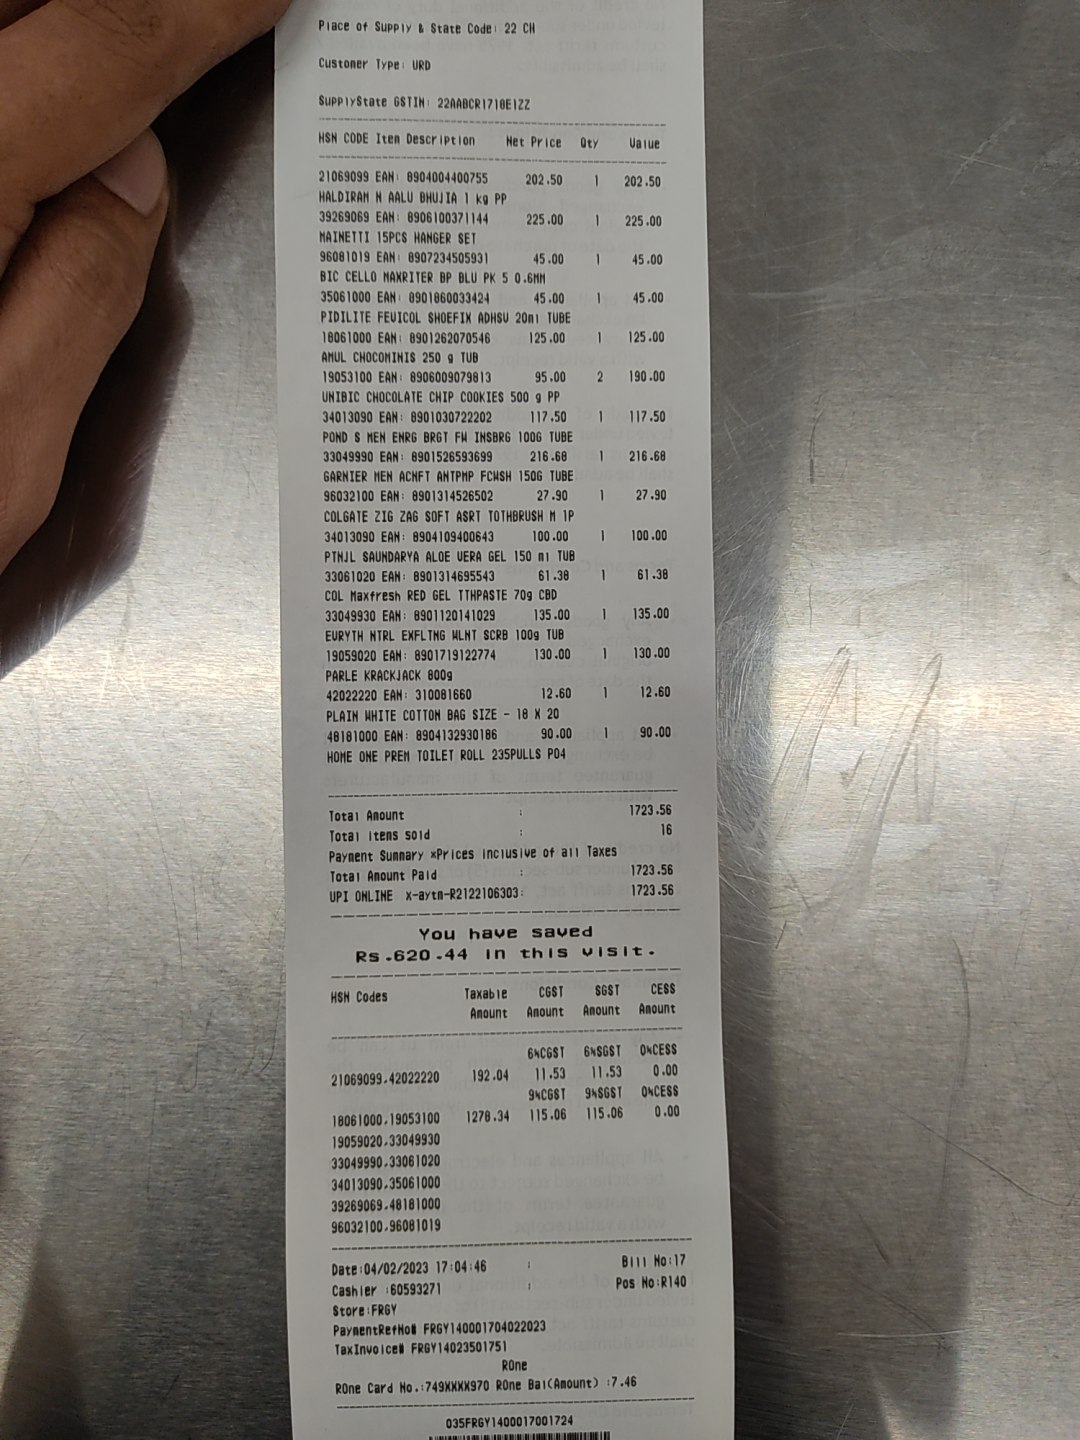 Place of Supply & State Code: 22 CH
Customer Type: URD
SupplyState GSTIN: 22AABCR1718E1ZZ
HSN CODE Item Description Net Price Qty Value
21069099 EAN: 8904004400755 202.50 1 202.50
HALDIRAM N AALU BHUJIA 1 kg PP
39269069 EAN: 8906100371144 225.00 1 225.00
MAINETTI 15PCS HANGER SET
96081019 EAN: 8907234505931 45.00 1 45.00
BIC CELLO MAXRITER BP BLU PK 5 0.6MM
35061000 EAN: 8901860033424 45.00 1 45.00
PIDILITE FEVICOL SHOEFIX ADHSV 20ml TUBE
18061000 EAN: 8901262070546 125.00 1 125.00
AMUL CHOCOMINIS 250 g TUB
19053100 EAN: 8906009079813 95.00 2 190.00
UNIBIC CHOCOLATE CHIP COOKIES 500 g PP
34013090 EAN: 8901030722202 117.50 1 117.50
POND S MEN ENRG BRGT FW INSBRG 100G TUBE
33049990 EAN: 8901526593699 216.68 1 216.68
GARNIER MEN ACNFT ANTPMP FCWSH 150G TUBE
96032100 EAN: 8901314526502 27.90 1 27.90
COLGATE ZIG ZAG SOFT ASRT TOTHBRUSH M 1P
34013090 EAN: 8904109400643 100.00 1 100.00
PTNJL SAUNDARYA ALOE VERA GEL 150 ml TUB
33061020 EAN: 8901314695543 61.38 1 61.38
COL Maxfresh RED GEL TTHPASTE 70g CBD
33049930 EAN: 8901120141029 135.00 1 135.00
EVRYTH NTRL EXFLTNG WLNT SCRB 100g TUB
19059020 EAN: 8901719122774 130.00 1 130.00
PARLE KRACKJACK 800g
42022220 EAN: 310081660 12.60 1 12.60
PLAIN WHITE COTTON BAG SIZE - 18 X 20
48181000 EAN: 8904132930186 90.00 1 90.00
HOME ONE PREM TOILET ROLL 235PULLS PO4
Total Amount : 1723.56
Total items sold : 16
Payment Summary *Prices inclusive of all Taxes
Total Amount Paid : 1723.56
UPI ONLINE x-aytm-R2122106303: 1723.56
You have saved
Rs.620.44 in this visit.
HSN Codes Taxable Amount CGST Amount SGST Amount CESS Amount
6%CGST 6%SGST 0%CESS
21069099,42022220 192.04 11.53 11.53 0.00
9%CGST 9%SGST 0%CESS
18061000,19053100 1278.34 115.06 115.06 0.00
19059020,33049930
33049990,33061020
34013090,35061000
39269069,48181000
96032100,96081019
Date:04/02/2023 17:04:46 : Bill No:17
Cashier :60593271 : Pos No:R140
Store:FRGY
PaymentRefNo# FRGY140001704022023
TaxInvoice# FRGY14023501751
ROne
ROne Card No.:749XXXX970 ROne Bal(Amount) :7.46
035FRGY1400017001724